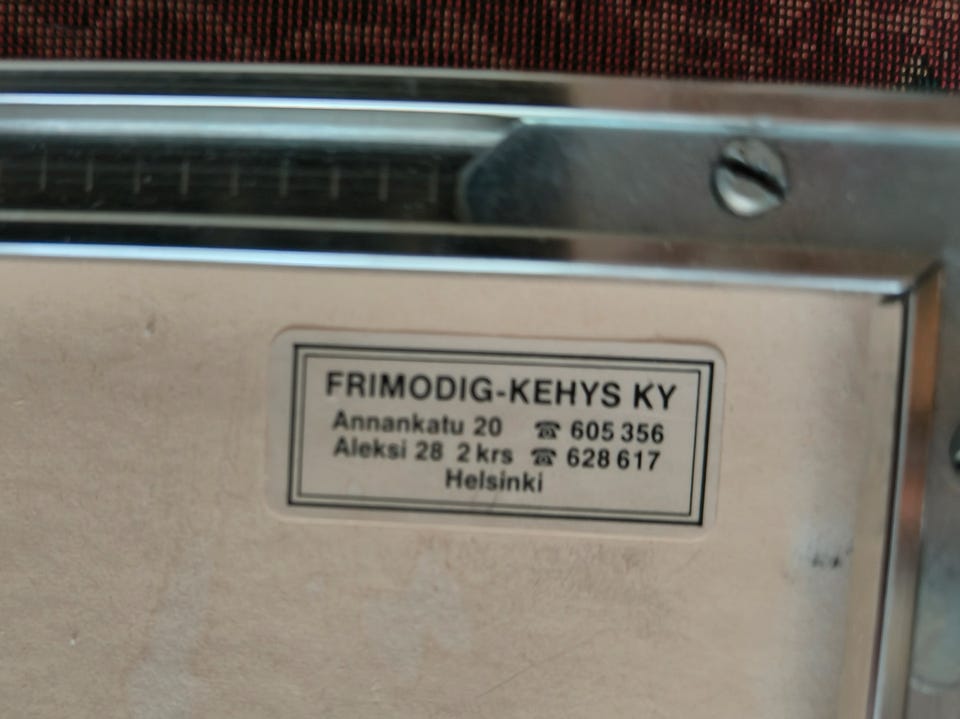 FRIMODIG-KEHYS KY
Annankatu 20 ☎ 605 356
Aleksi 28 2 krs ☎ 628 617
Helsinki